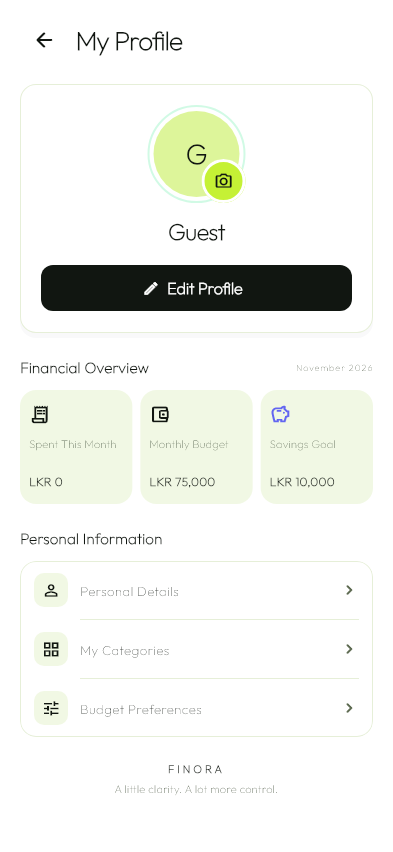 My Profile
G
Guest
Edit Profile
Financial Overview
November 2026
Spent This Month
Monthly Budget
Savings Goal
LKR 0
LKR 75,000
LKR 10,000
Personal Information
Personal Details
My Categories
Budget Preferences
FINORA
A little clarity. A lot more control.